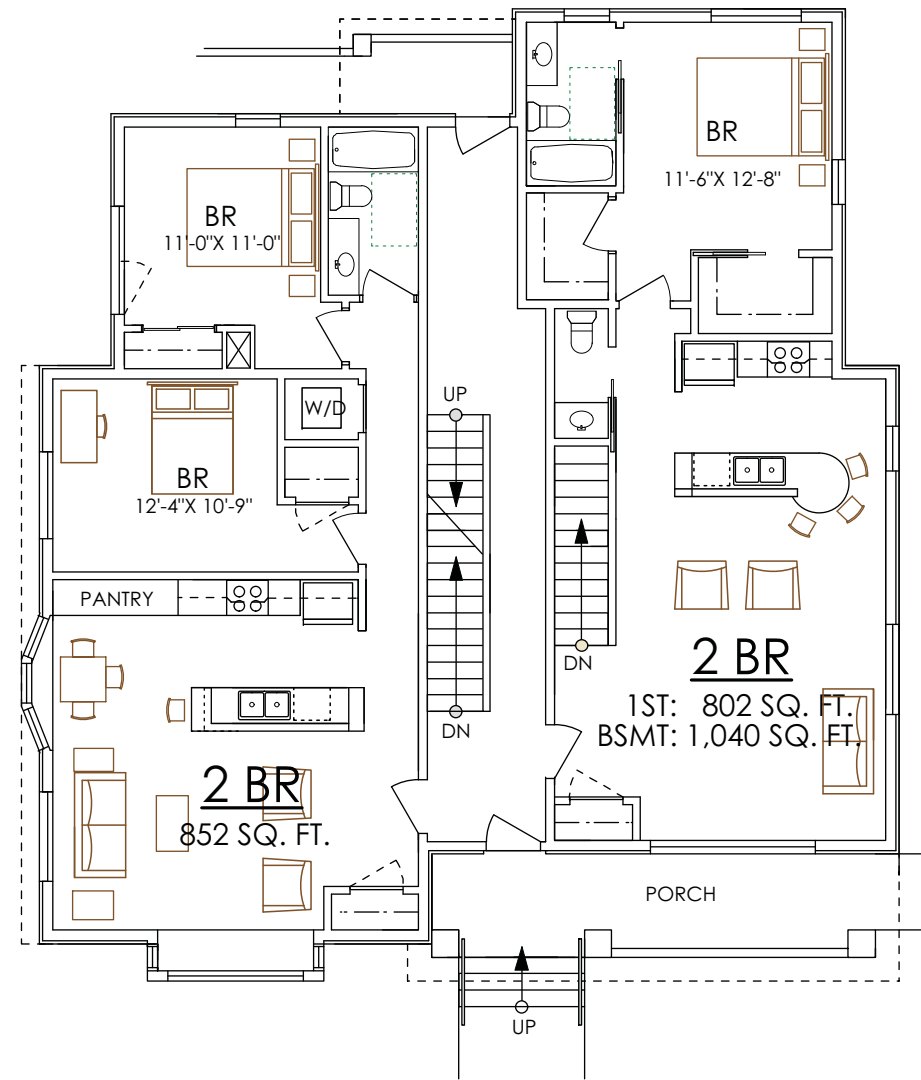 BR
11'-6"X 12'-8"
BR
11'-0"X 11'-0"
UP
W/D
BR
12'-4"X 10'-9"
PANTRY
DN
2 BR
1ST: 802 SQ. FT.
BSMT: 1,040 SQ. FT.
DN
2 BR
852 SQ. FT.
PORCH
UP